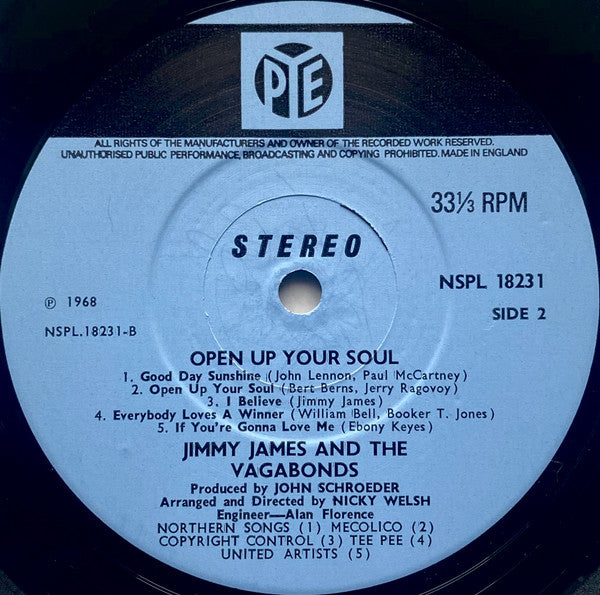 PYE
ALL RIGHTS OF THE MANUFACTURERS AND OWNER OF THE RECORDED WORK RESERVED.
UNAUTHORISED PUBLIC PERFORMANCE, BROADCASTING AND COPYING PROHIBITED. MADE IN ENGLAND
33⅓ RPM
STEREO
NSPL 18231
℗ 1968
SIDE 2
NSPL.18231-B
OPEN UP YOUR SOUL
1. Good Day Sunshine (John Lennon, Paul McCartney)
2. Open Up Your Soul (Bert Berns, Jerry Ragovoy)
3. I Believe (Jimmy James)
4. Everybody Loves A Winner (William Bell, Booker T. Jones)
5. If You're Gonna Love Me (Ebony Keyes)
JIMMY JAMES AND THE
VAGABONDS
Produced by JOHN SCHROEDER
Arranged and Directed by NICKY WELSH
Engineer—Alan Florence
NORTHERN SONGS (1) MECOLICO (2)
COPYRIGHT CONTROL (3) TEE PEE (4)
UNITED ARTISTS (5)